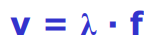 v = λ · f